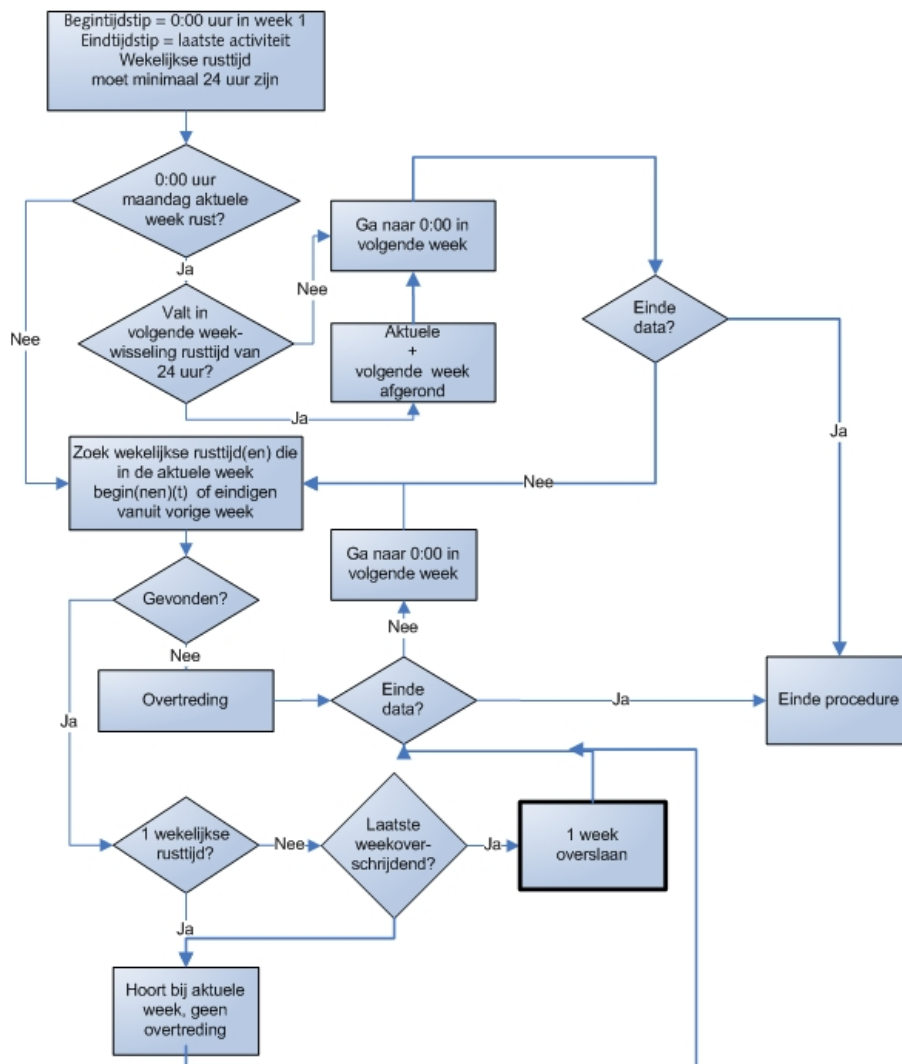 Begintijdstip = 0:00 uur in week 1
Eindtijdstip = laatste activiteit
Wekelijkse rusttijd
moet minimaal 24 uur zijn
0:00 uur
maandag aktuele
week rust?
Ga naar 0:00 in
volgende week
Ja
Nee
Valt in
volgende week-
wisseling rusttijd van
24 uur?
Aktuele
+
volgende week
afgerond
Einde
data?
Nee
Ja
Ja
Zoek wekelijkse rusttijd(en) die
in de aktuele week
begin(nen)(t) of eindigen
vanuit vorige week
Nee
Ga naar 0:00 in
volgende week
Gevonden?
Nee
Nee
Overtreding
Einde
data?
Ja
Einde procedure
Ja
1 wekelijkse
rusttijd?
Nee
Laatste
weekover-
schrijdend?
Ja
1 week
overslaan
Ja
Hoort bij aktuele
week, geen
overtreding